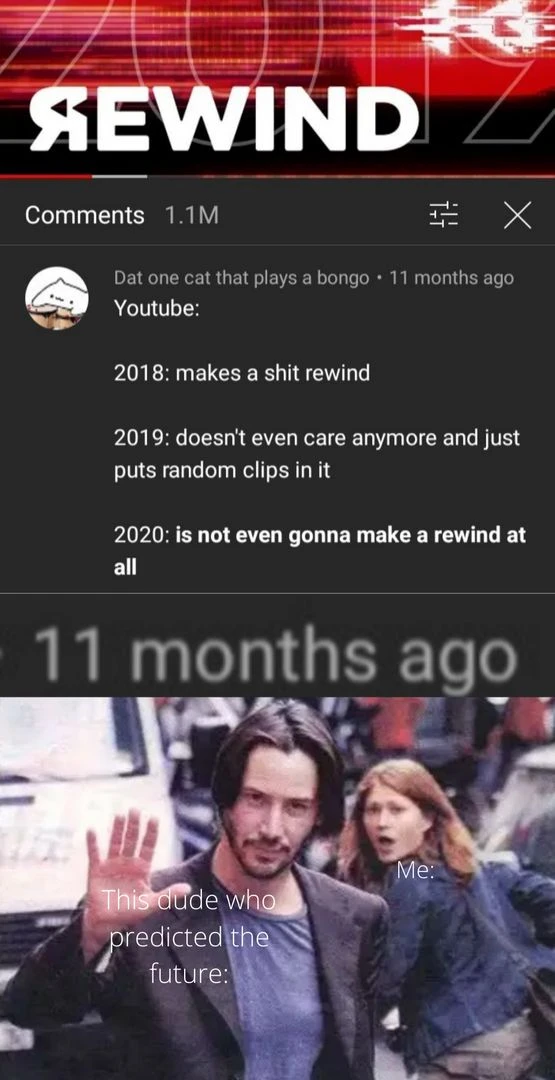 2019
REWIND
Comments 1.1M
Dat one cat that plays a bongo • 11 months ago
Youtube:
2018: makes a shit rewind
2019: doesn't even care anymore and just
puts random clips in it
2020: is not even gonna make a rewind at
all
11 months ago
Me:
This dude who
predicted the
future: